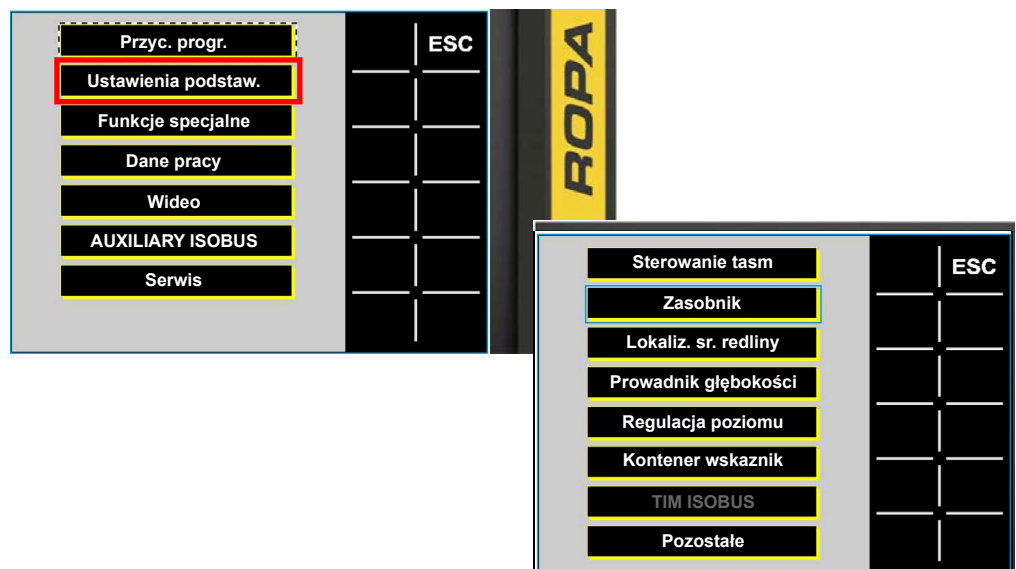 Przyc. progr.
ESC
Ustawienia podstaw.
Funkcje specjalne
Dane pracy
Wideo
AUXILIARY ISOBUS
Serwis
ROPA
Sterowanie tasm
ESC
Zasobnik
Lokaliz. sr. redliny
Prowadnik głębokości
Regulacja poziomu
Kontener wskaznik
TIM ISOBUS
Pozostałe